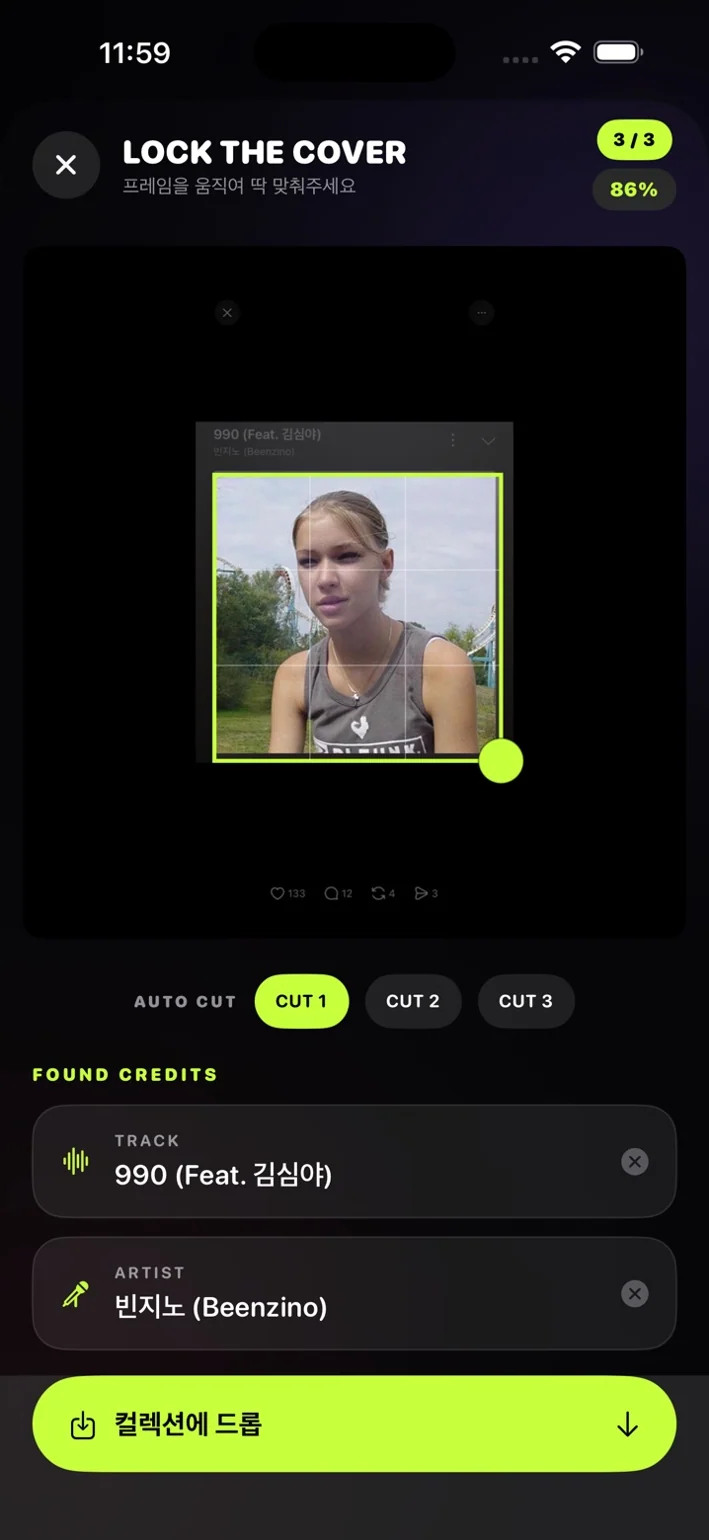 11:59
LOCK THE COVER
프레임을 움직여 딱 맞춰주세요
3 / 3
86%
990 (Feat. 김심야)
빈지노 (Beenzino)
133 12 4 3
AUTO CUT CUT 1 CUT 2 CUT 3
FOUND CREDITS
TRACK
990 (Feat. 김심야)
ARTIST
빈지노 (Beenzino)
컬렉션에 드롭